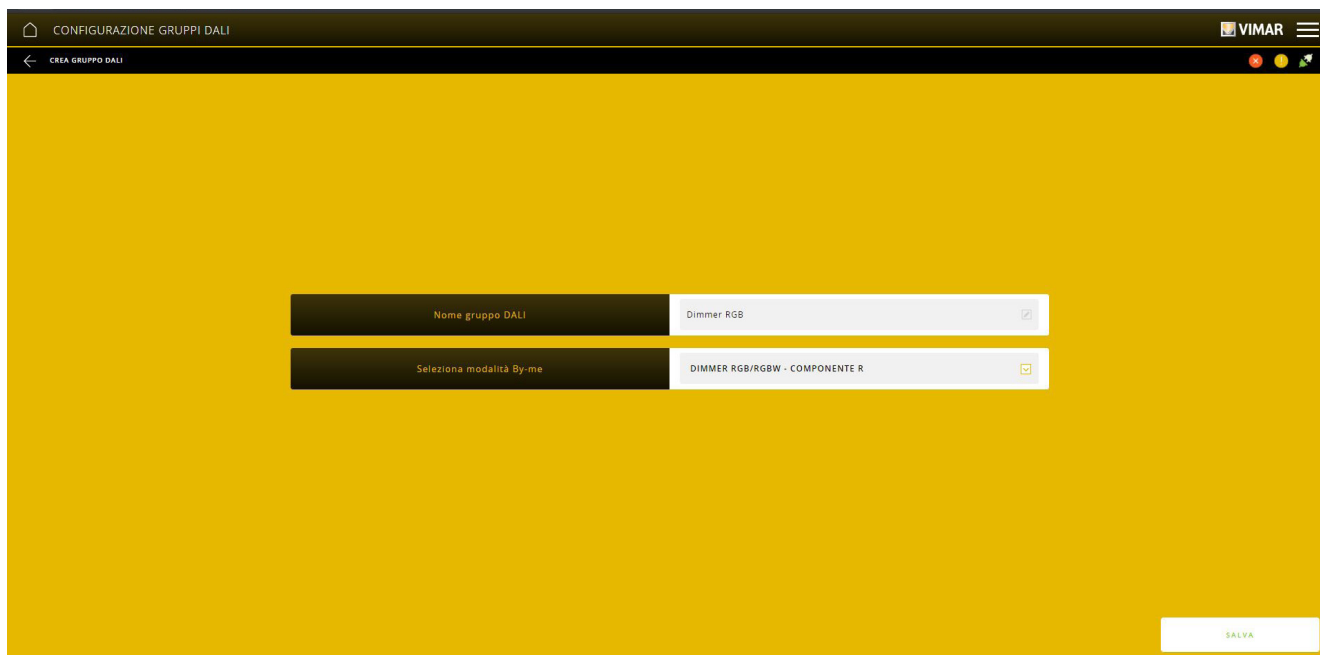 CONFIGURAZIONE GRUPPI DALI
VIMAR
CREA GRUPPO DALI
Nome gruppo DALI
Dimmer RGB
Seleziona modalità By-me
DIMMER RGB/RGBW - COMPONENTE R
SALVA